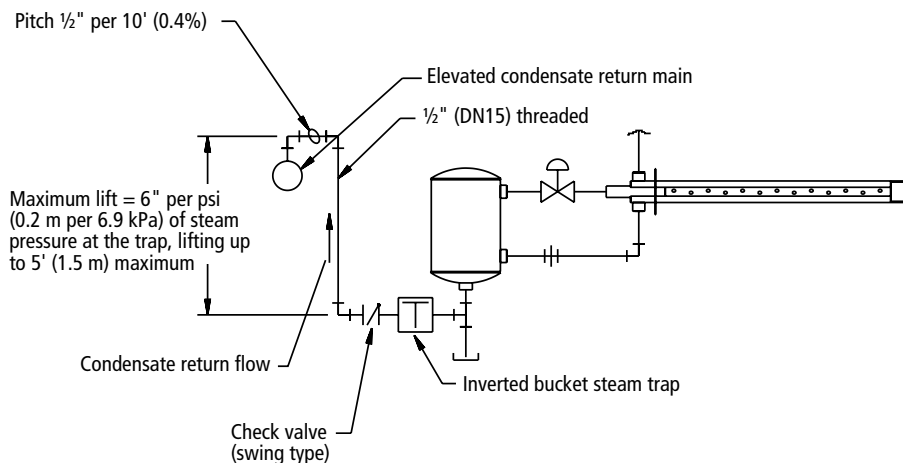 Pitch ½" per 10' (0.4%)
Elevated condensate return main
½" (DN15) threaded
Maximum lift = 6" per psi
(0.2 m per 6.9 kPa) of steam
pressure at the trap, lifting up
to 5' (1.5 m) maximum
Condensate return flow
Inverted bucket steam trap
Check valve
(swing type)